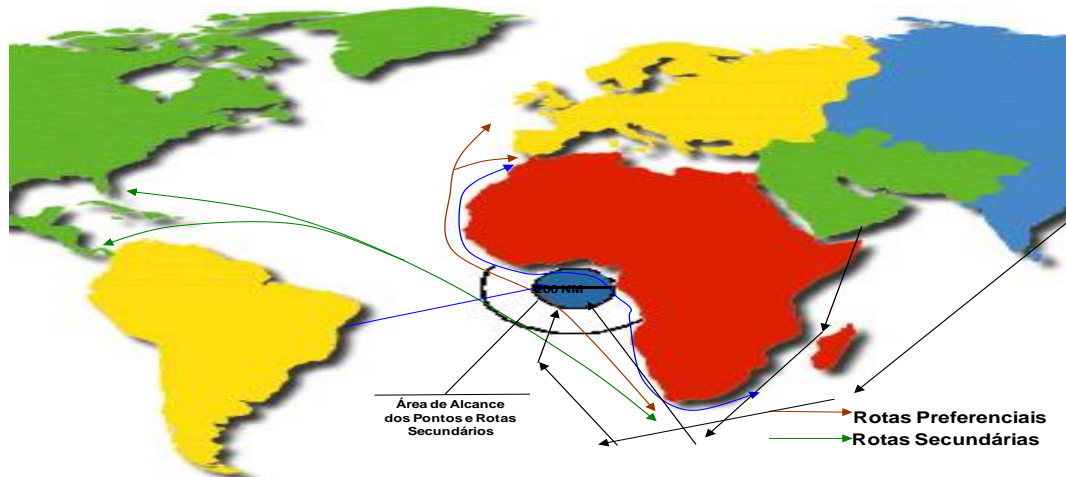 200 NM
Área de Alcance
dos Pontos e Rotas
Secundários
Rotas Preferenciais
Rotas Secundárias